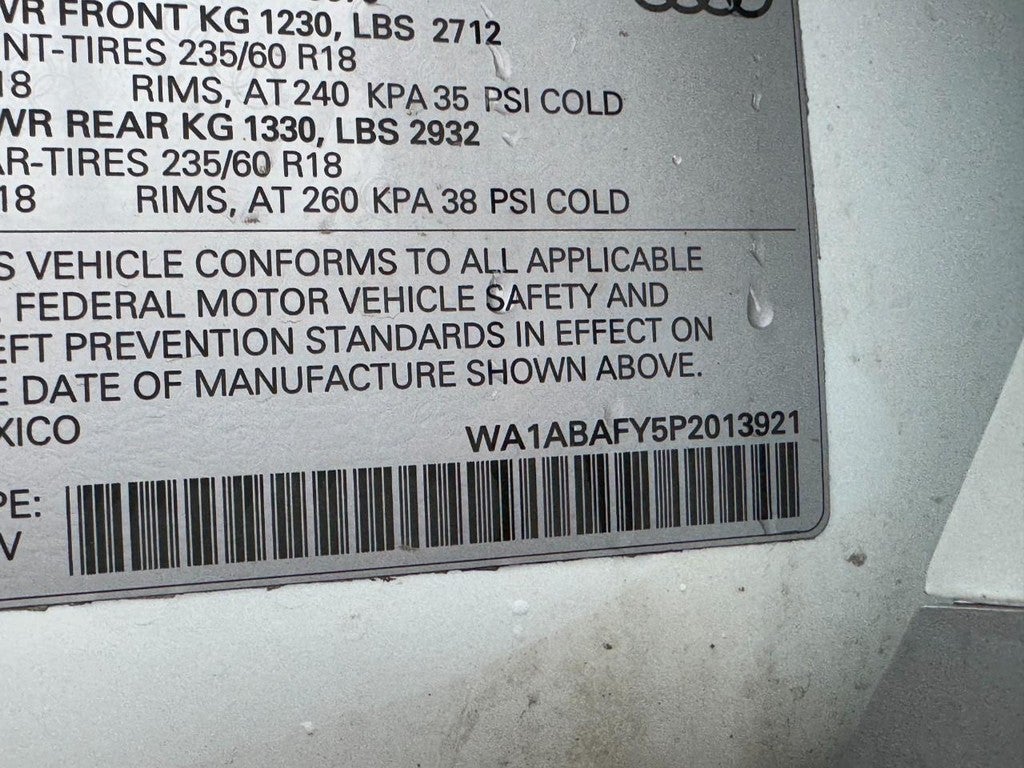 WR FRONT KG 1230, LBS 2712
NT-TIRES 235/60 R18
18 RIMS, AT 240 KPA 35 PSI COLD
WR REAR KG 1330, LBS 2932
AR-TIRES 235/60 R18
18 RIMS, AT 260 KPA 38 PSI COLD
S VEHICLE CONFORMS TO ALL APPLICABLE
FEDERAL MOTOR VEHICLE SAFETY AND
EFT PREVENTION STANDARDS IN EFFECT ON
E DATE OF MANUFACTURE SHOWN ABOVE.
XICO
WA1ABAFY5P2013921
PE:
V